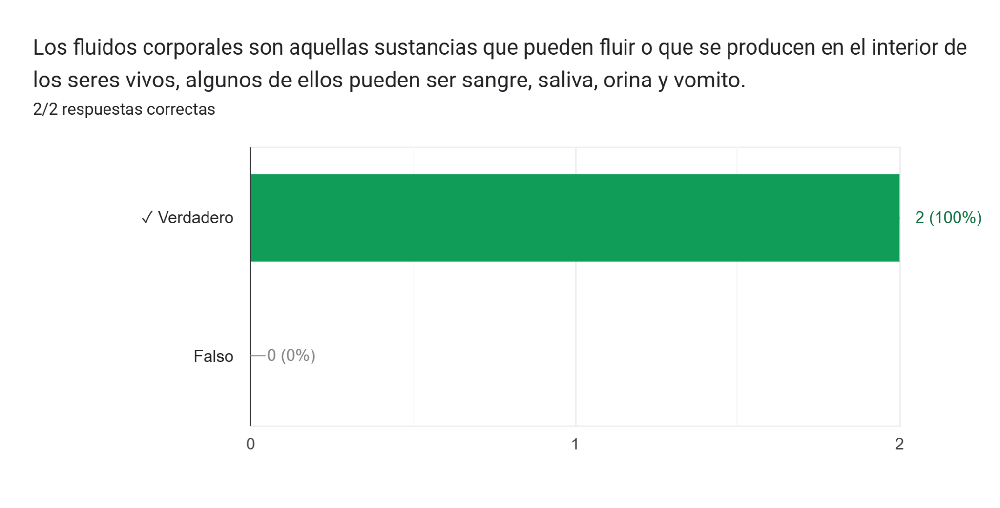 Los fluidos corporales son aquellas sustancias que pueden fluir o que se producen en el interior de
los seres vivos, algunos de ellos pueden ser sangre, saliva, orina y vomito.
2/2 respuestas correctas
✓ Verdadero
2 (100%)
Falso
0 (0%)
0
1
2